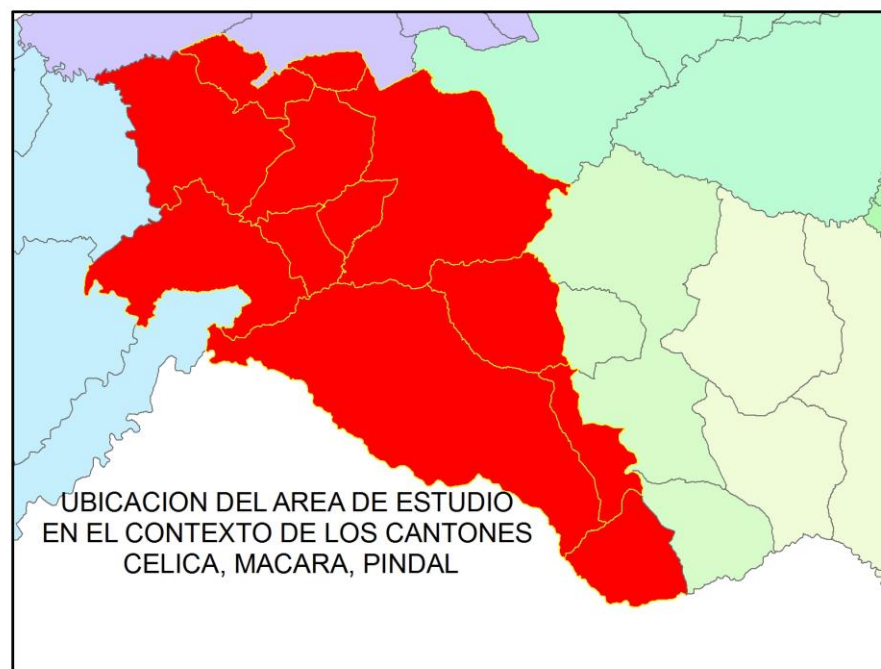 UBICACION DEL AREA DE ESTUDIO
EN EL CONTEXTO DE LOS CANTONES
CELICA, MACARA, PINDAL